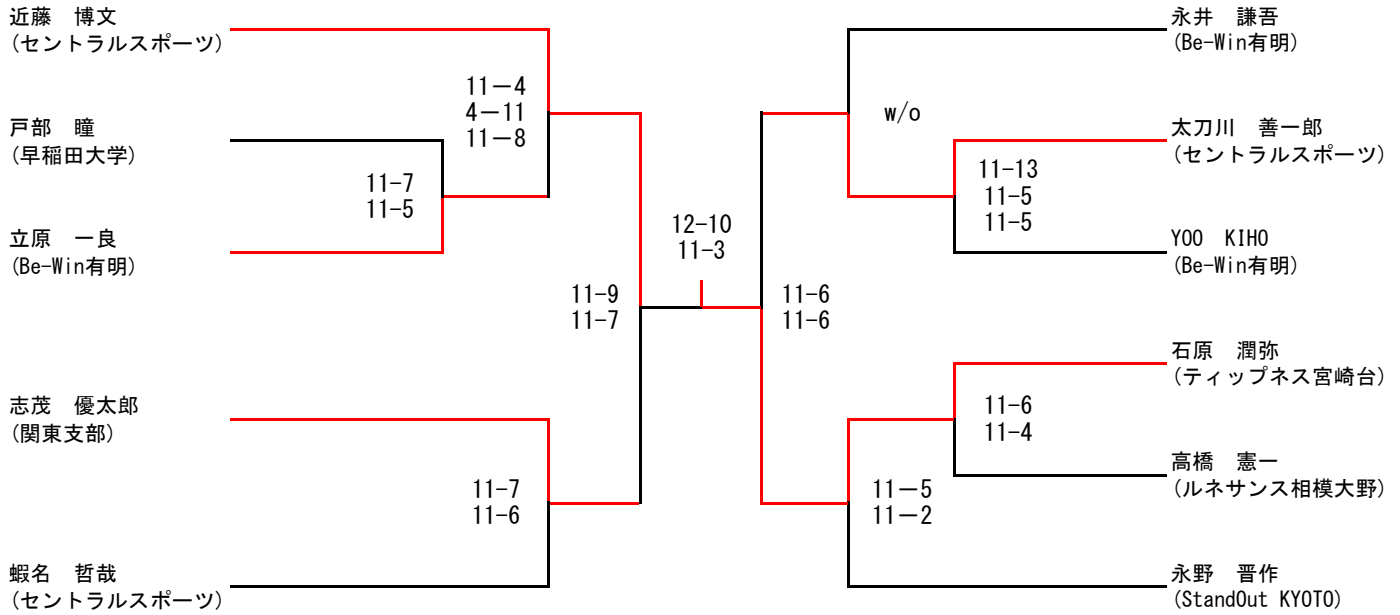 近藤　博文
(セントラルスポーツ)
戸部　瞳
(早稲田大学)
立原　一良
(Be-Win有明)
志茂　優太郎
(関東支部)
蝦名　哲哉
(セントラルスポーツ)
11－4
4－11
11－8
11-7
11-5
11-9
11-7
11-7
11-6
12-10
11-3
11-6
11-6
w/o
11-13
11-5
11-5
11-6
11-4
11－5
11－2
永井　謙吾
(Be-Win有明)
太刀川　善一郎
(セントラルスポーツ)
YOO　KIHO
(Be-Win有明)
石原　潤弥
(ティップネス宮崎台)
高橋　憲一
(ルネサンス相模大野)
永野　晋作
(StandOut KYOTO)